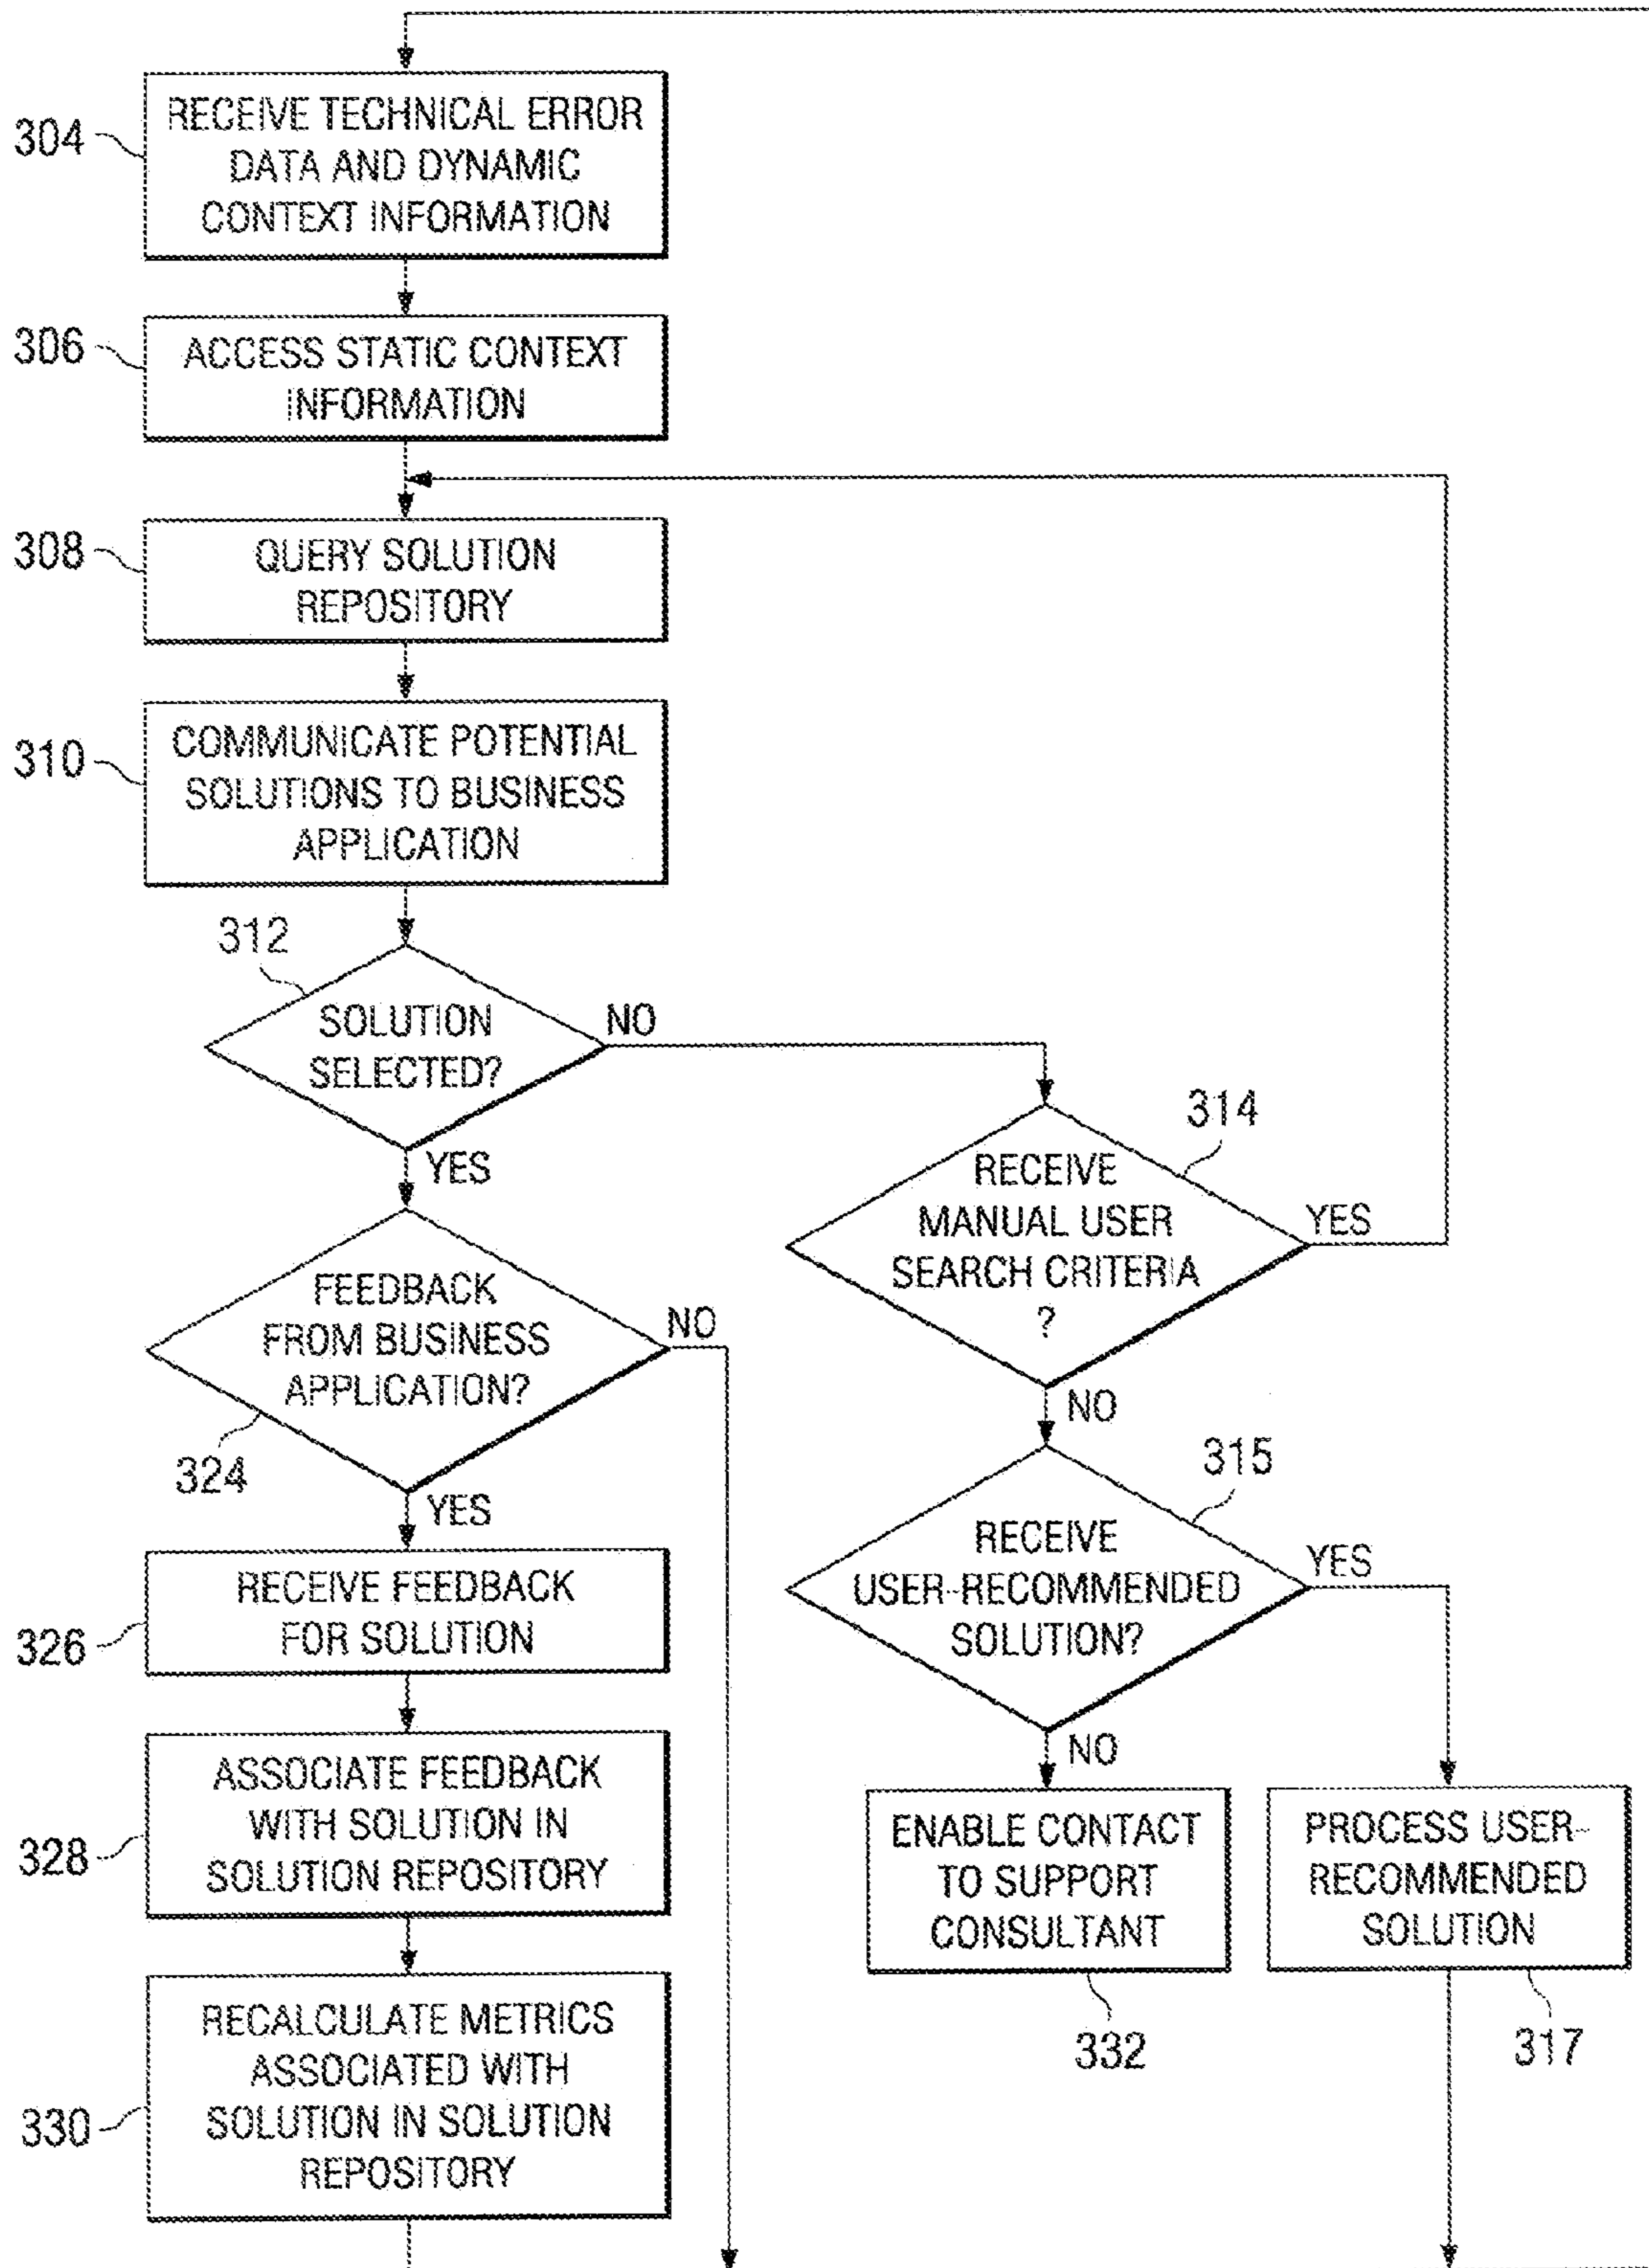 304
RECEIVE TECHNICAL ERROR
DATA AND DYNAMIC
CONTEXT INFORMATION
306
ACCESS STATIC CONTEXT
INFORMATION
308
QUERY SOLUTION
REPOSITORY
310
COMMUNICATE POTENTIAL
SOLUTIONS TO BUSINESS
APPLICATION
312
SOLUTION
SELECTED?
NO
YES
314
RECEIVE
MANUAL USER
SEARCH CRITERIA
?
YES
NO
FEEDBACK
FROM BUSINESS
APPLICATION?
NO
324
YES
315
RECEIVE
USER-RECOMMENDED
SOLUTION?
YES
NO
326
RECEIVE FEEDBACK
FOR SOLUTION
328
ASSOCIATE FEEDBACK
WITH SOLUTION IN
SOLUTION REPOSITORY
ENABLE CONTACT
TO SUPPORT
CONSULTANT
332
PROCESS USER-
RECOMMENDED
SOLUTION
317
330
RECALCULATE METRICS
ASSOCIATED WITH
SOLUTION IN SOLUTION
REPOSITORY